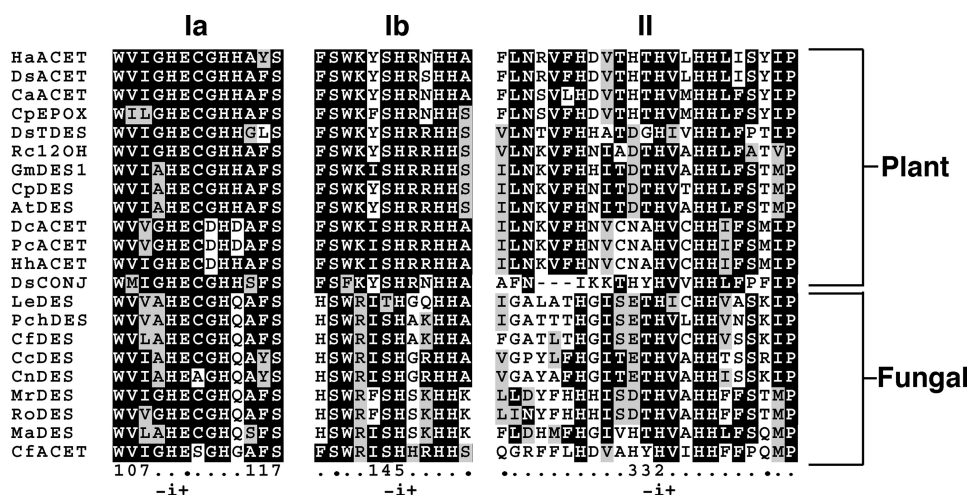 Ia Ib II
HaACET WVIGHECGHHAYS FSWKYSHRNHHA FLNRVFHDVTHTHVLHHLISYIP
DsACET WVIGHECGHHAFS FSWKYSHRSHHA FLNRVFHDVTHTHVLHHLISYIP
CaACET WVIGHECGHHAFS FSWKYSHRNHHA FLNSVLHDVTHTHVMHHLFSYIP
CpEPOX WILGHECGHHAFS FSWKFSHRNHHS FLNSVFHDVTHTHVMHHLFSYIP
DsTDES WVIGHECGHHGLS FSWKYSHRRHHS VLNTVFHHATDGHIVHHLFPTIP
Rc12OH WVIGHECGHHAFS FSWKYSHRRHHS VLNKVFHNIADTHVAHHLFATVP
GmDES1 WVIAHECGHHAFS FSWKISHRRHHS ILNKVFHHITDTHVAHHLFSTMP
CpDES WVIAHECGHHAFS FSWKYSHRRHHS ILNKVFHNITDTHVTHHLFSTMP
AtDES WVIAHECGHHAFS FSWKYSHRRHHS ILNKVFHNITDTHVAHHLFSTMP
DcACET WVVGHECDHDAFS FSWKISHRRHHA ILNKVFHNVCNAHVCHHIFSMIP
PcACET WVVGHECDHDAFS FSWKISHRRHHA ILNKVFHNVCNAHVCHHIFSMIP
HhACET WVIGHECDHHAFS FSWKISHRRHHA ILNKVFHNVCNAHVCHHIFSMIP
DsCONJ WMIGHECGHHSFS FSFKYSHRNHHA AFN---IKKTHYHVVHHLFPFIP
LeDES WVVAHECGHQAFS HSWRITHGQHHA IGALATHGISETHICHHVASKIP
PchDES WVVAHECGHQAFS HSWRISHAKHHA IGATTTHGISETHVLHHVNSKIP
CfDES WVLAHECGHQAFS HSWRISHAKHHA FGATLTHGISETHVCHHVSSKIP
CcDES WVIAHECGHQAYS HSWRISHGRHHA VGPYLFHGITETHVAHHTSSRIP
CnDES WVIAHEAGHQAYS HSWRISHGRHHA VGAYAFHGITETHVAHHISSKIP
MrDES WVIGHECGHQAFS HSWRFSHSKHHK LLDYFHHHISDTHVAHHFFSTMP
RoDES WVVGHECGHQAFS HSWRFSHSKHHK LINYFHHHISDTHVAHHFFSTMP
MaDES WVLAHECGHQSFS HSWRISHSKHHK FLDHMFHGIVHTHVAHHLFSQMP
CfACET WVIGHESGHGAFS HSWRYSHHRHHS QGRFFLHDVAHYHVIHHFFPQMP
107 117 145 332
-i+ -i+ -i+
Plant
Fungal